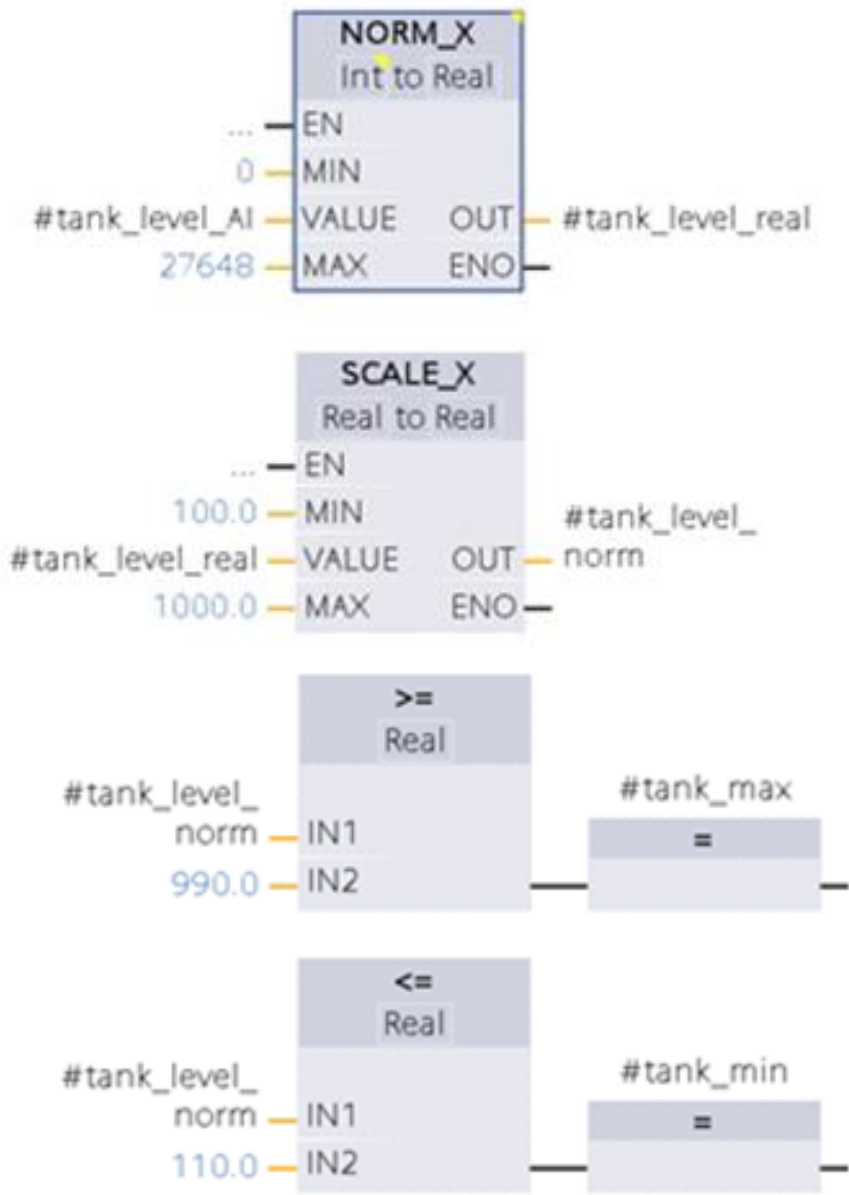 NORM_X
Int to Real
... EN
0 MIN
#tank_level_AI VALUE OUT #tank_level_real
27648 MAX ENO
SCALE_X
Real to Real
... EN
100.0 MIN
#tank_level_real VALUE OUT #tank_level_
norm
1000.0 MAX ENO
>=
Real
#tank_level_
norm IN1
990.0 IN2
#tank_max
=
<=
Real
#tank_level_
norm IN1
110.0 IN2
#tank_min
=